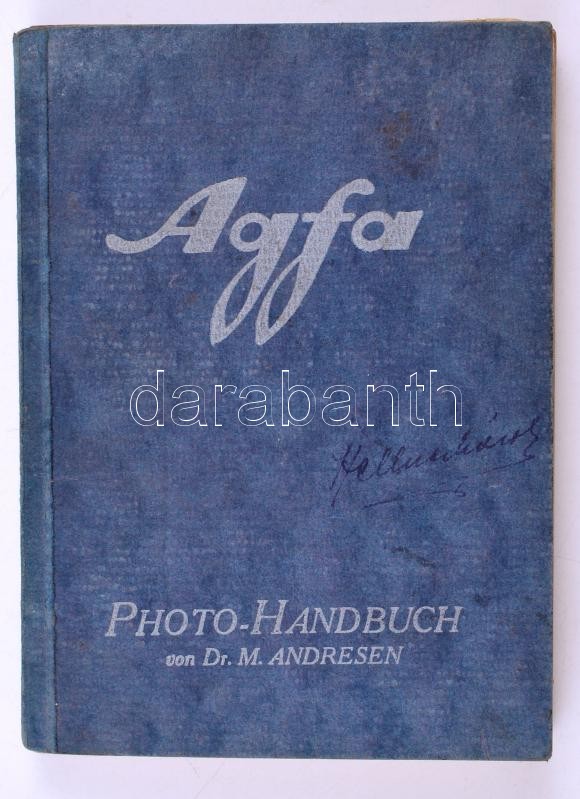 Agfa
darabanth
PHOTO-HANDBUCH
von Dr. M. ANDRESEN